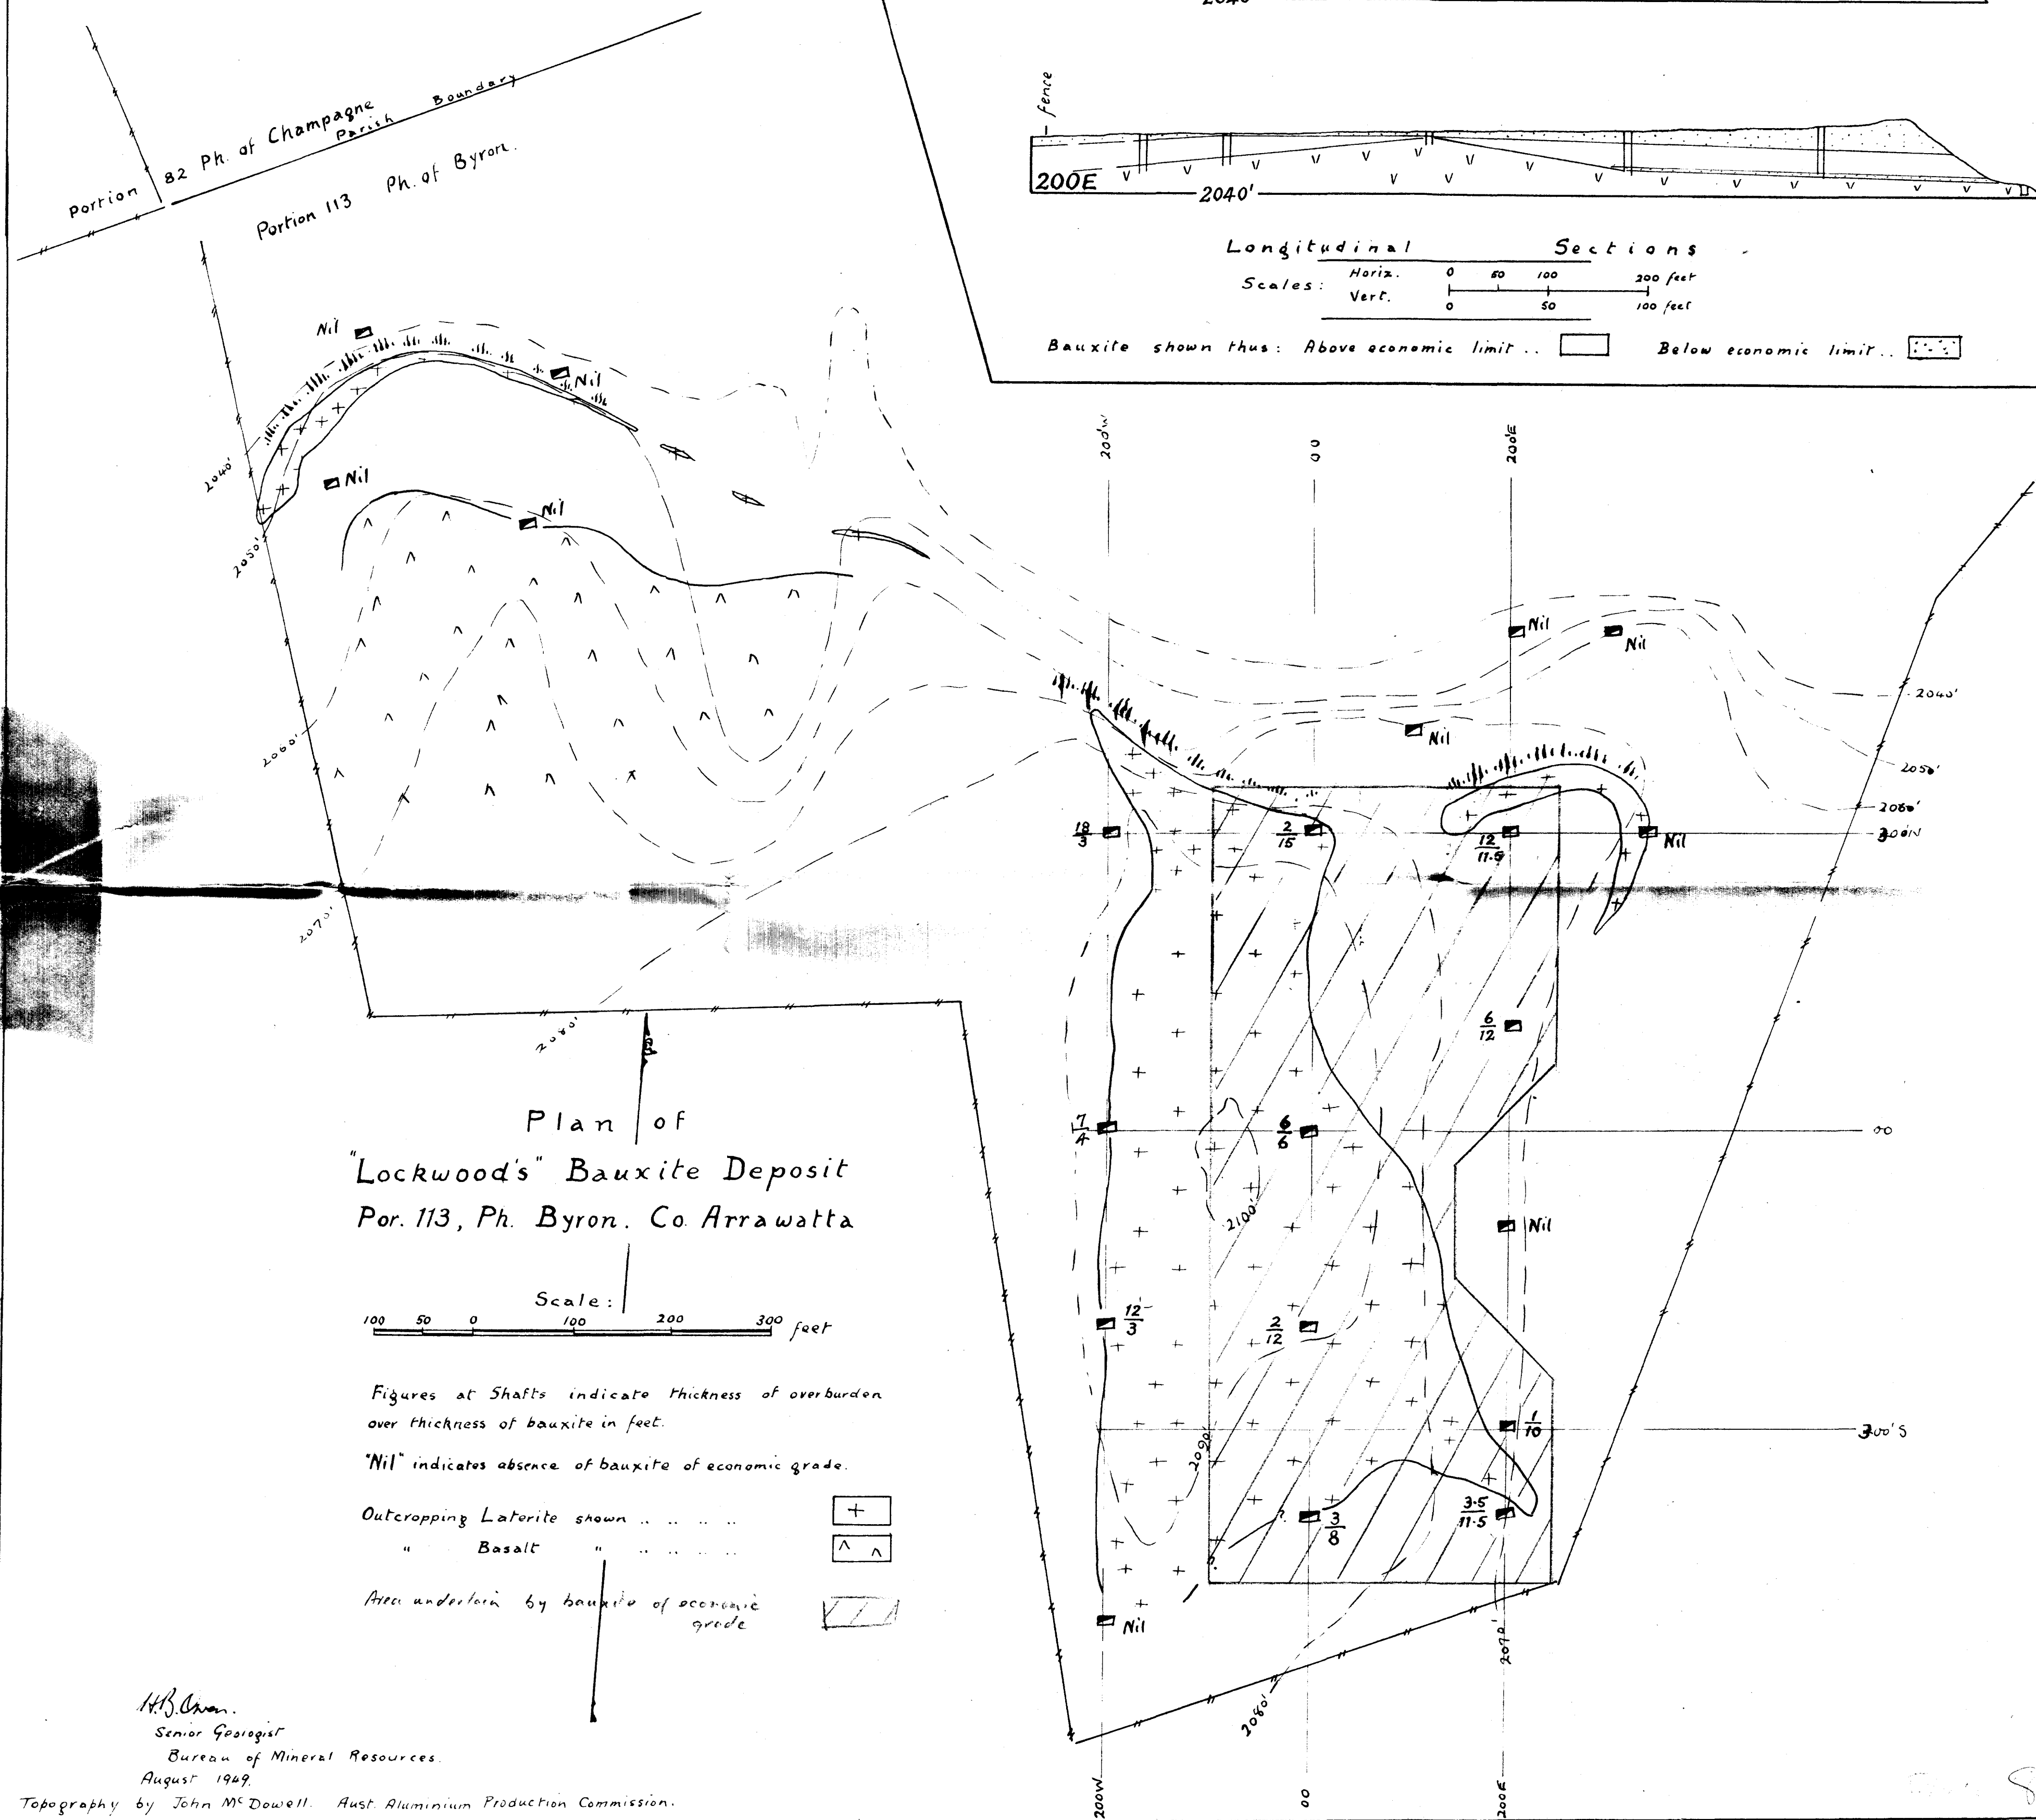 2040'
fence
200E
2040'
Longitudinal Sections
Scales: Horiz. 0 50 100 200 feet
Vert. 0 50 100 feet
Bauxite shown thus: Above economic limit .. Below economic limit ..
Portion 82 Ph. of Champagne
Parish Boundary
Portion 113 Ph. of Byron.
Nil
Nil
Nil
Nil
2040'
2050'
2060'
2070'
2080'
200'W
00
200'E
Nil
Nil
Nil
2040'
2050'
2060'
300'N
18/3
2/15
12/11.5
Nil
6/12
7/4
6/6
00
2100'
Nil
12/3
2/12
1/10
300'S
2090'
3/8
3.5/11.5
Nil
2070'
2080'
200W
00
200E
Plan of
"Lockwood's" Bauxite Deposit
Por. 113, Ph. Byron. Co. Arrawatta
Scale:
100 50 0 100 200 300 feet
Figures at Shafts indicate thickness of overburden
over thickness of bauxite in feet.
"Nil" indicates absence of bauxite of economic grade.
Outcropping Laterite shown .. .. .. ..
" Basalt " .. .. .. ..
Area underlain by bauxite of economic
grade
H.B. Owen.
Senior Geologist
Bureau of Mineral Resources.
August 1949.
Topography by John McDowell. Aust. Aluminium Production Commission.